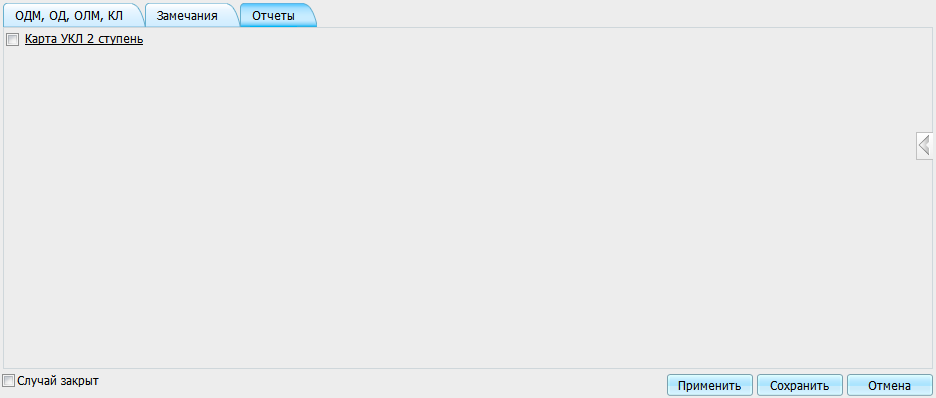 ОДМ, ОД, ОЛМ, КЛ
Замечания
Отчеты
Карта УКЛ 2 ступень
Случай закрыт
Применить
Сохранить
Отмена